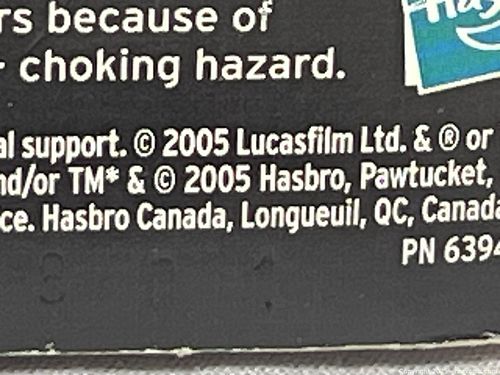 rs because of
r choking hazard.
Has
al support. © 2005 Lucasfilm Ltd. & ® or
nd/or TM* & © 2005 Hasbro, Pawtucket,
ce. Hasbro Canada, Longueuil, QC, Canada
PN 6394